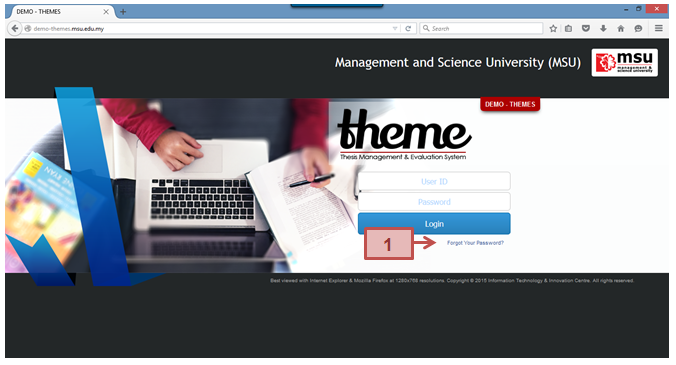 DEMO - THEMES
demo-themes.msu.edu.my
Search
Management and Science University (MSU)
msu
management &
science university
DEMO - THEMES
theme
Thesis Management & Evaluation System
User ID
Password
Login
1
Forgot Your Password?
Best viewed with Internet Explorer & Mozilla Firefox at 1280x768 resolutions. Copyright © 2015 Information Technology & Innovation Centre. All rights reserved.